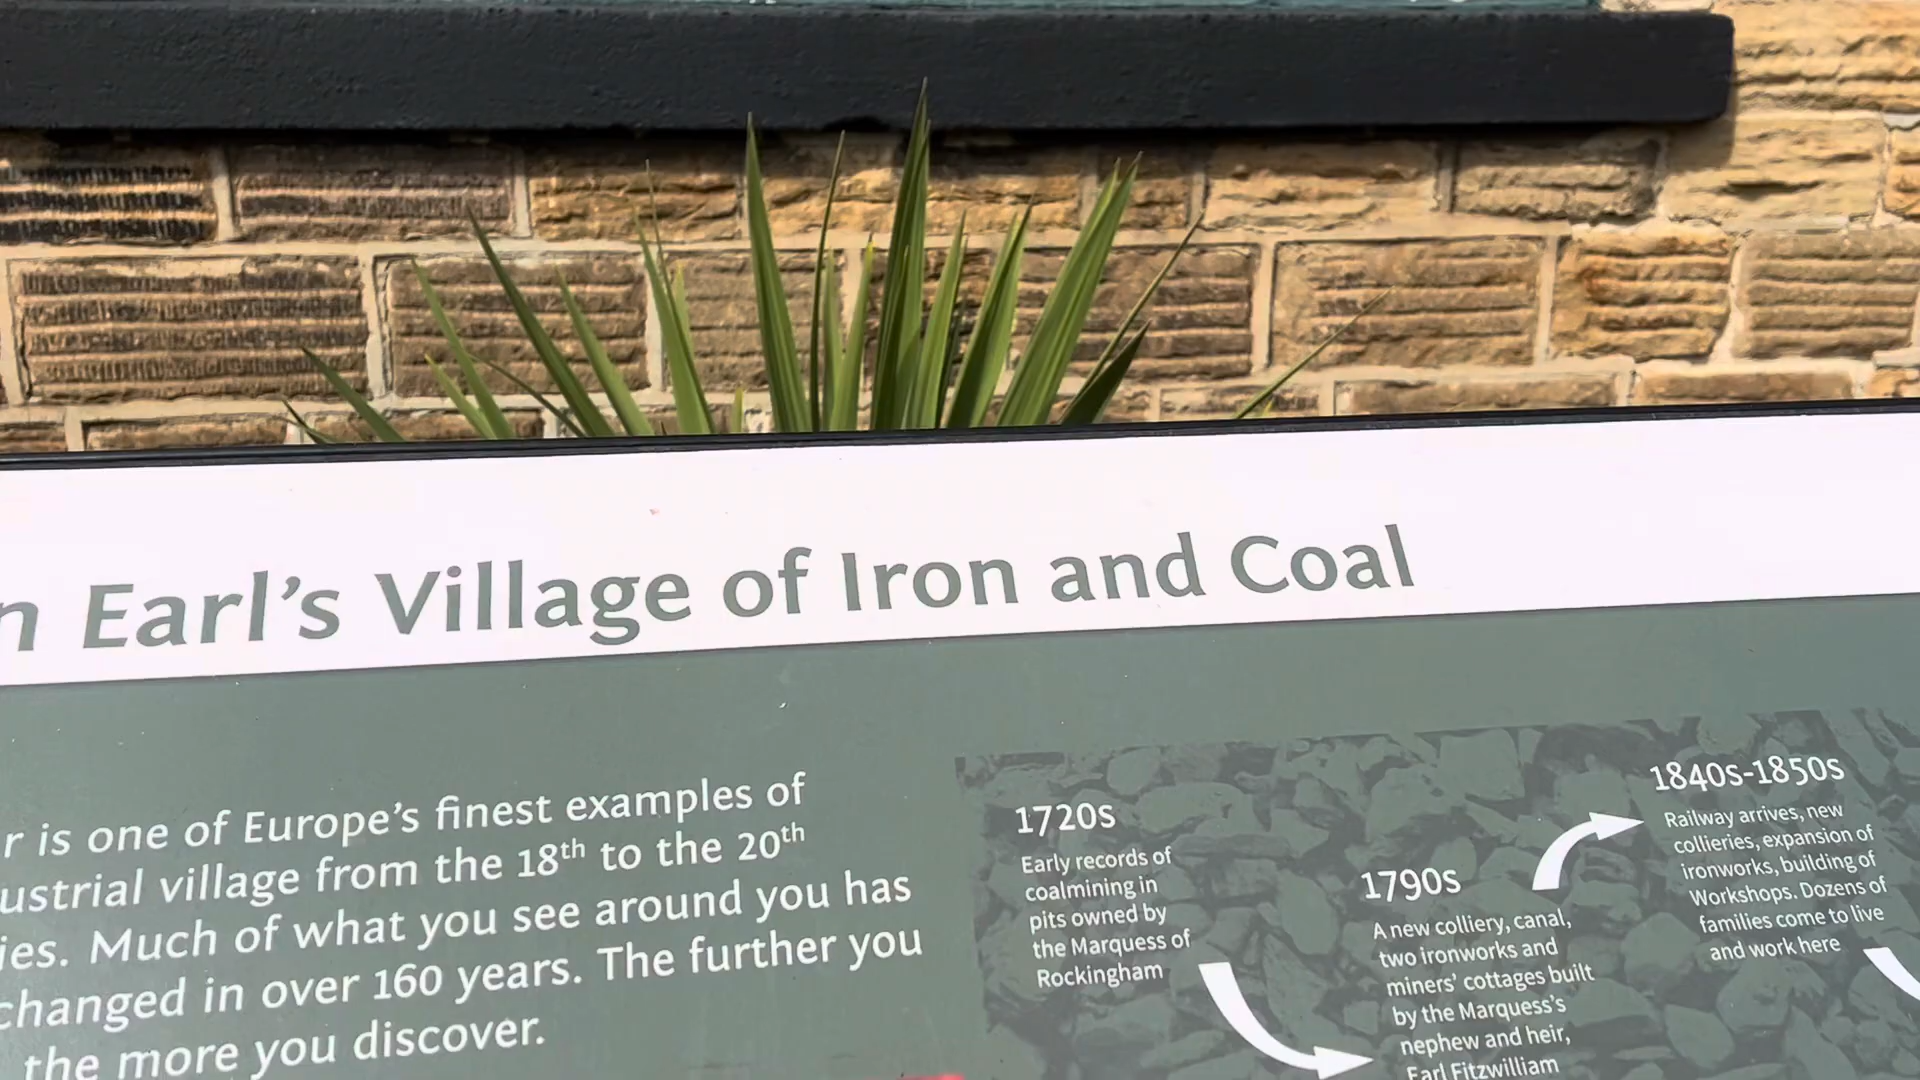 n Earl's Village of Iron and Coal
r is one of Europe's finest examples of
ustrial village from the 18th to the 20th
ies. Much of what you see around you has
changed in over 160 years. The further you
the more you discover.
1720s
Early records of
coalmining in
pits owned by
the Marquess of
Rockingham
1790s
A new colliery, canal,
two ironworks and
miners' cottages built
by the Marquess's
nephew and heir,
Earl Fitzwilliam
1840s-1850s
Railway arrives, new
collieries, expansion of
ironworks, building of
Workshops. Dozens of
families come to live
and work here